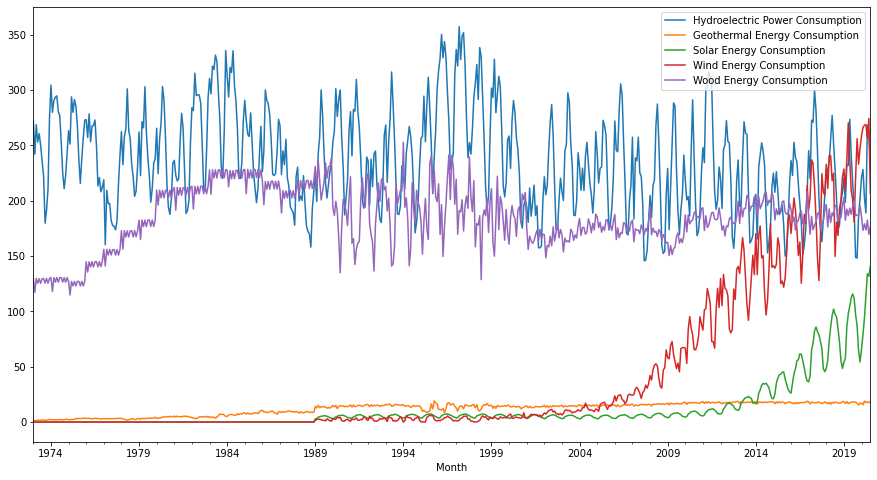 350
300
250
200
150
100
50
0
Hydroelectric Power Consumption
Geothermal Energy Consumption
Solar Energy Consumption
Wind Energy Consumption
Wood Energy Consumption
1974 1979 1984 1989 1994 1999 2004 2009 2014 2019
Month